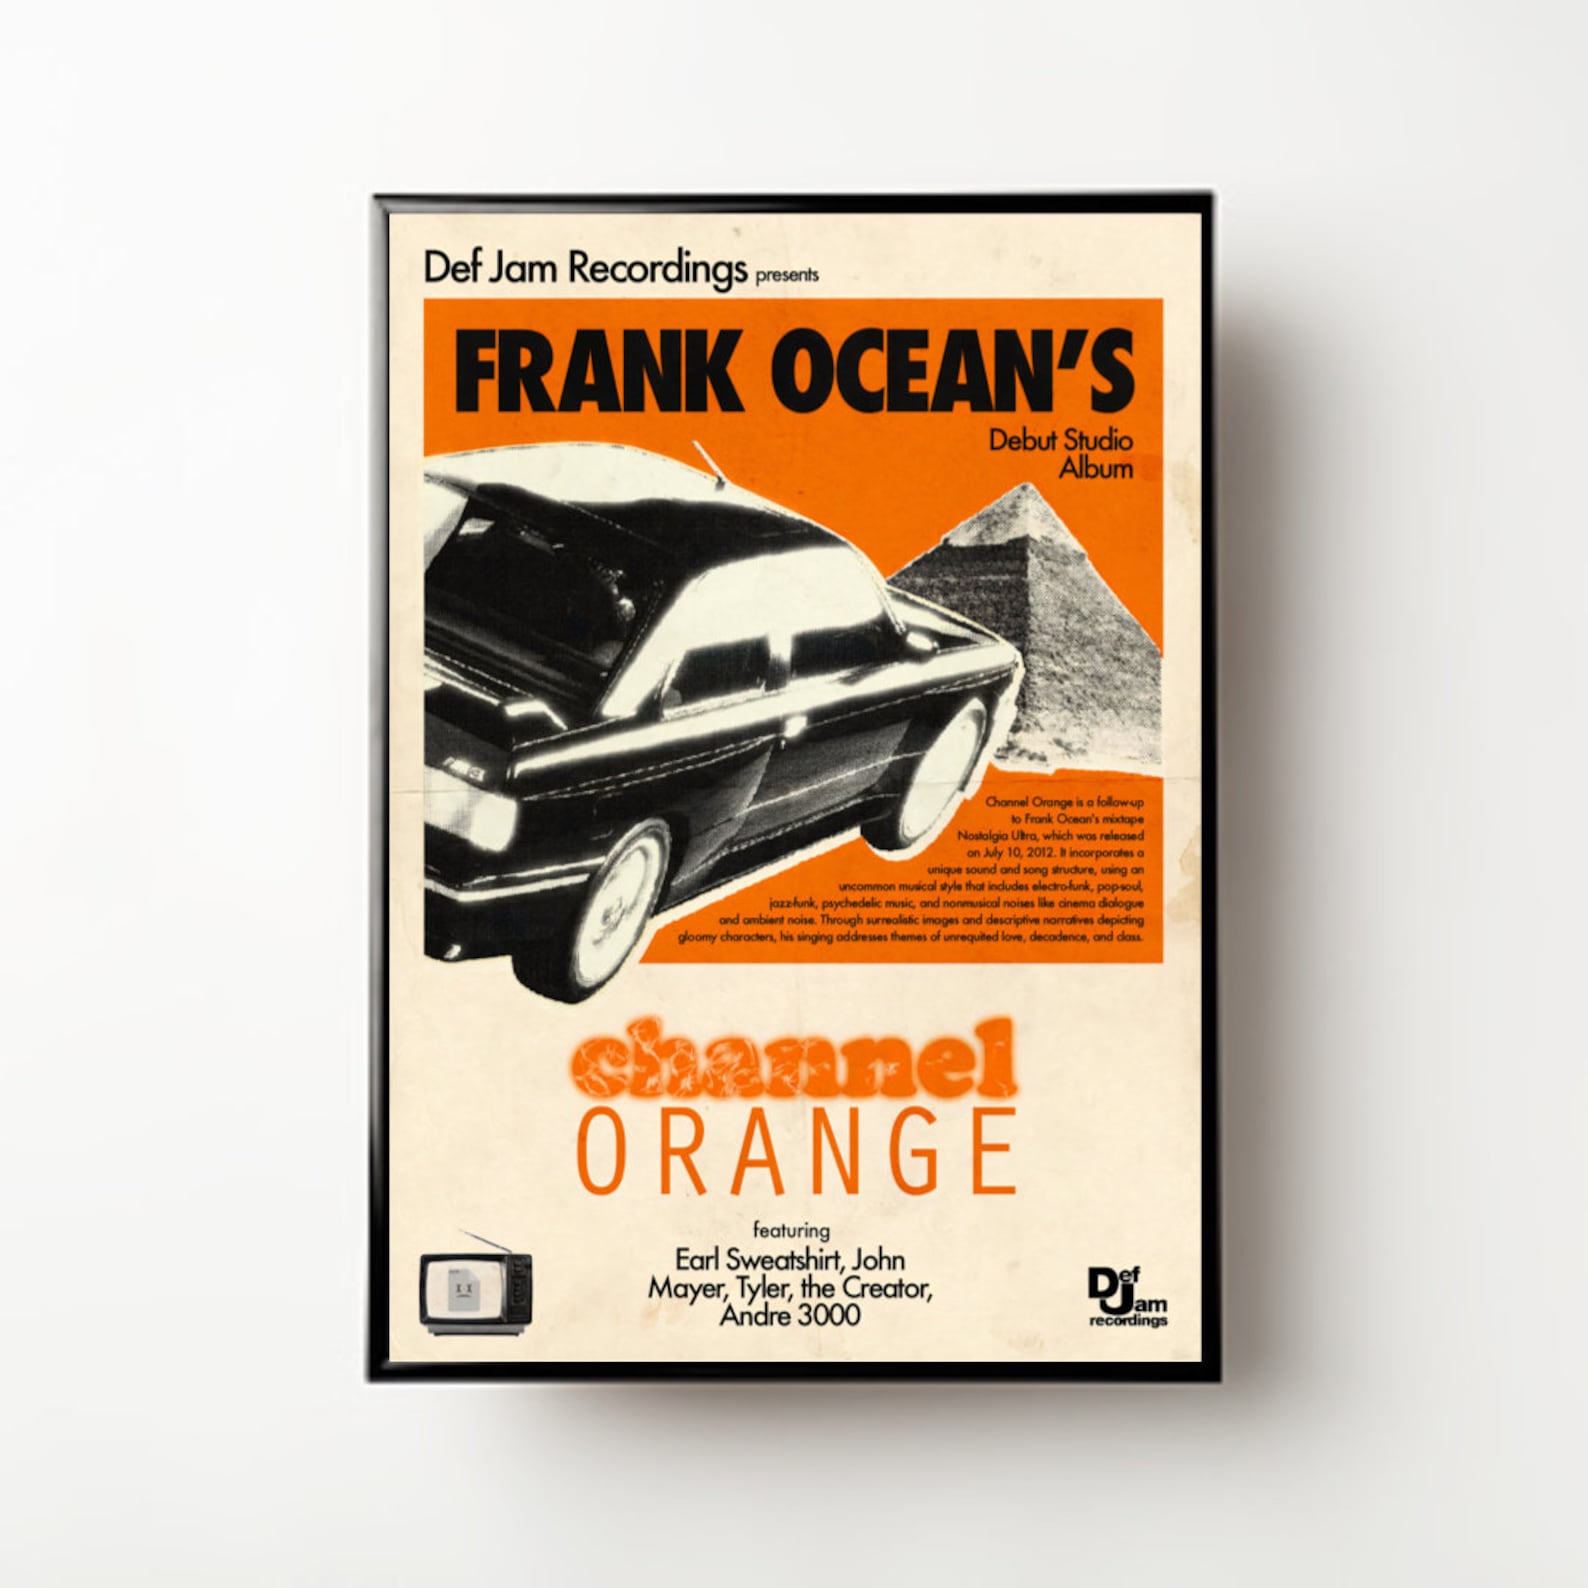 Def Jam Recordings presents
FRANK OCEAN'S
Debut Studio
Album
M3
Channel Orange is a follow-up
to Frank Ocean's mixtape
Nostalgia Ultra, which was released
on July 10, 2012. It incorporates a
unique sound and song structure, using an
uncommon musical style that includes electro-funk, pop-soul,
jazz-funk, psychedelic music, and nonmusical noises like cinema dialogue
and ambient noise. Through surrealistic images and descriptive narratives depicting
gloomy characters, his singing addresses themes of unrequited love, decadence, and class.
channel
ORANGE
featuring
Earl Sweatshirt, John
Mayer, Tyler, the Creator,
Andre 3000
Def
Jam
recordings